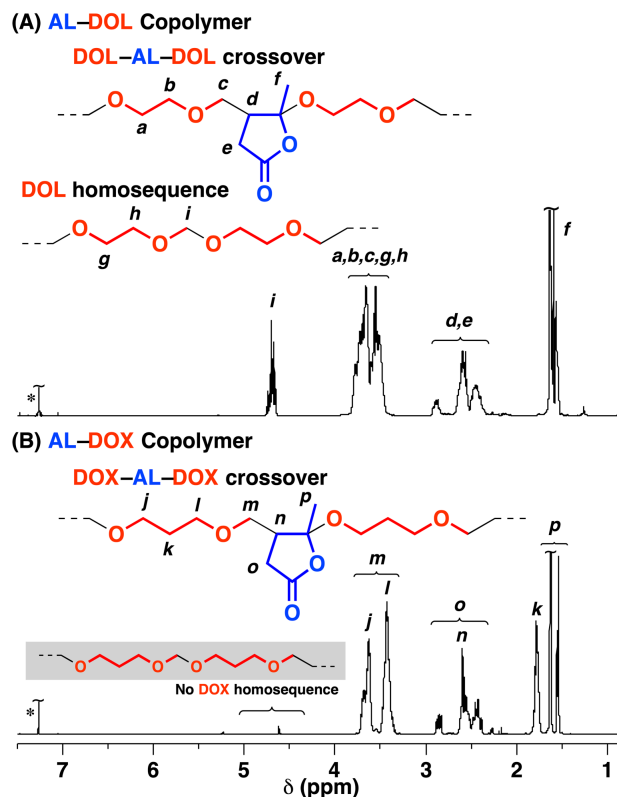 (A) AL–DOL Copolymer
DOL–AL–DOL crossover
O a b O c d e f O O O O
DOL homosequence
O g h O i O O
a,b,c,g,h
f
i
d,e
*
(B) AL–DOX Copolymer
DOX–AL–DOX crossover
O j k l O m n o p O O O O
p
m
j
l
o
n
k
O O O O
No DOX homosequence
*
7 6 5 4 3 2 1
δ (ppm)